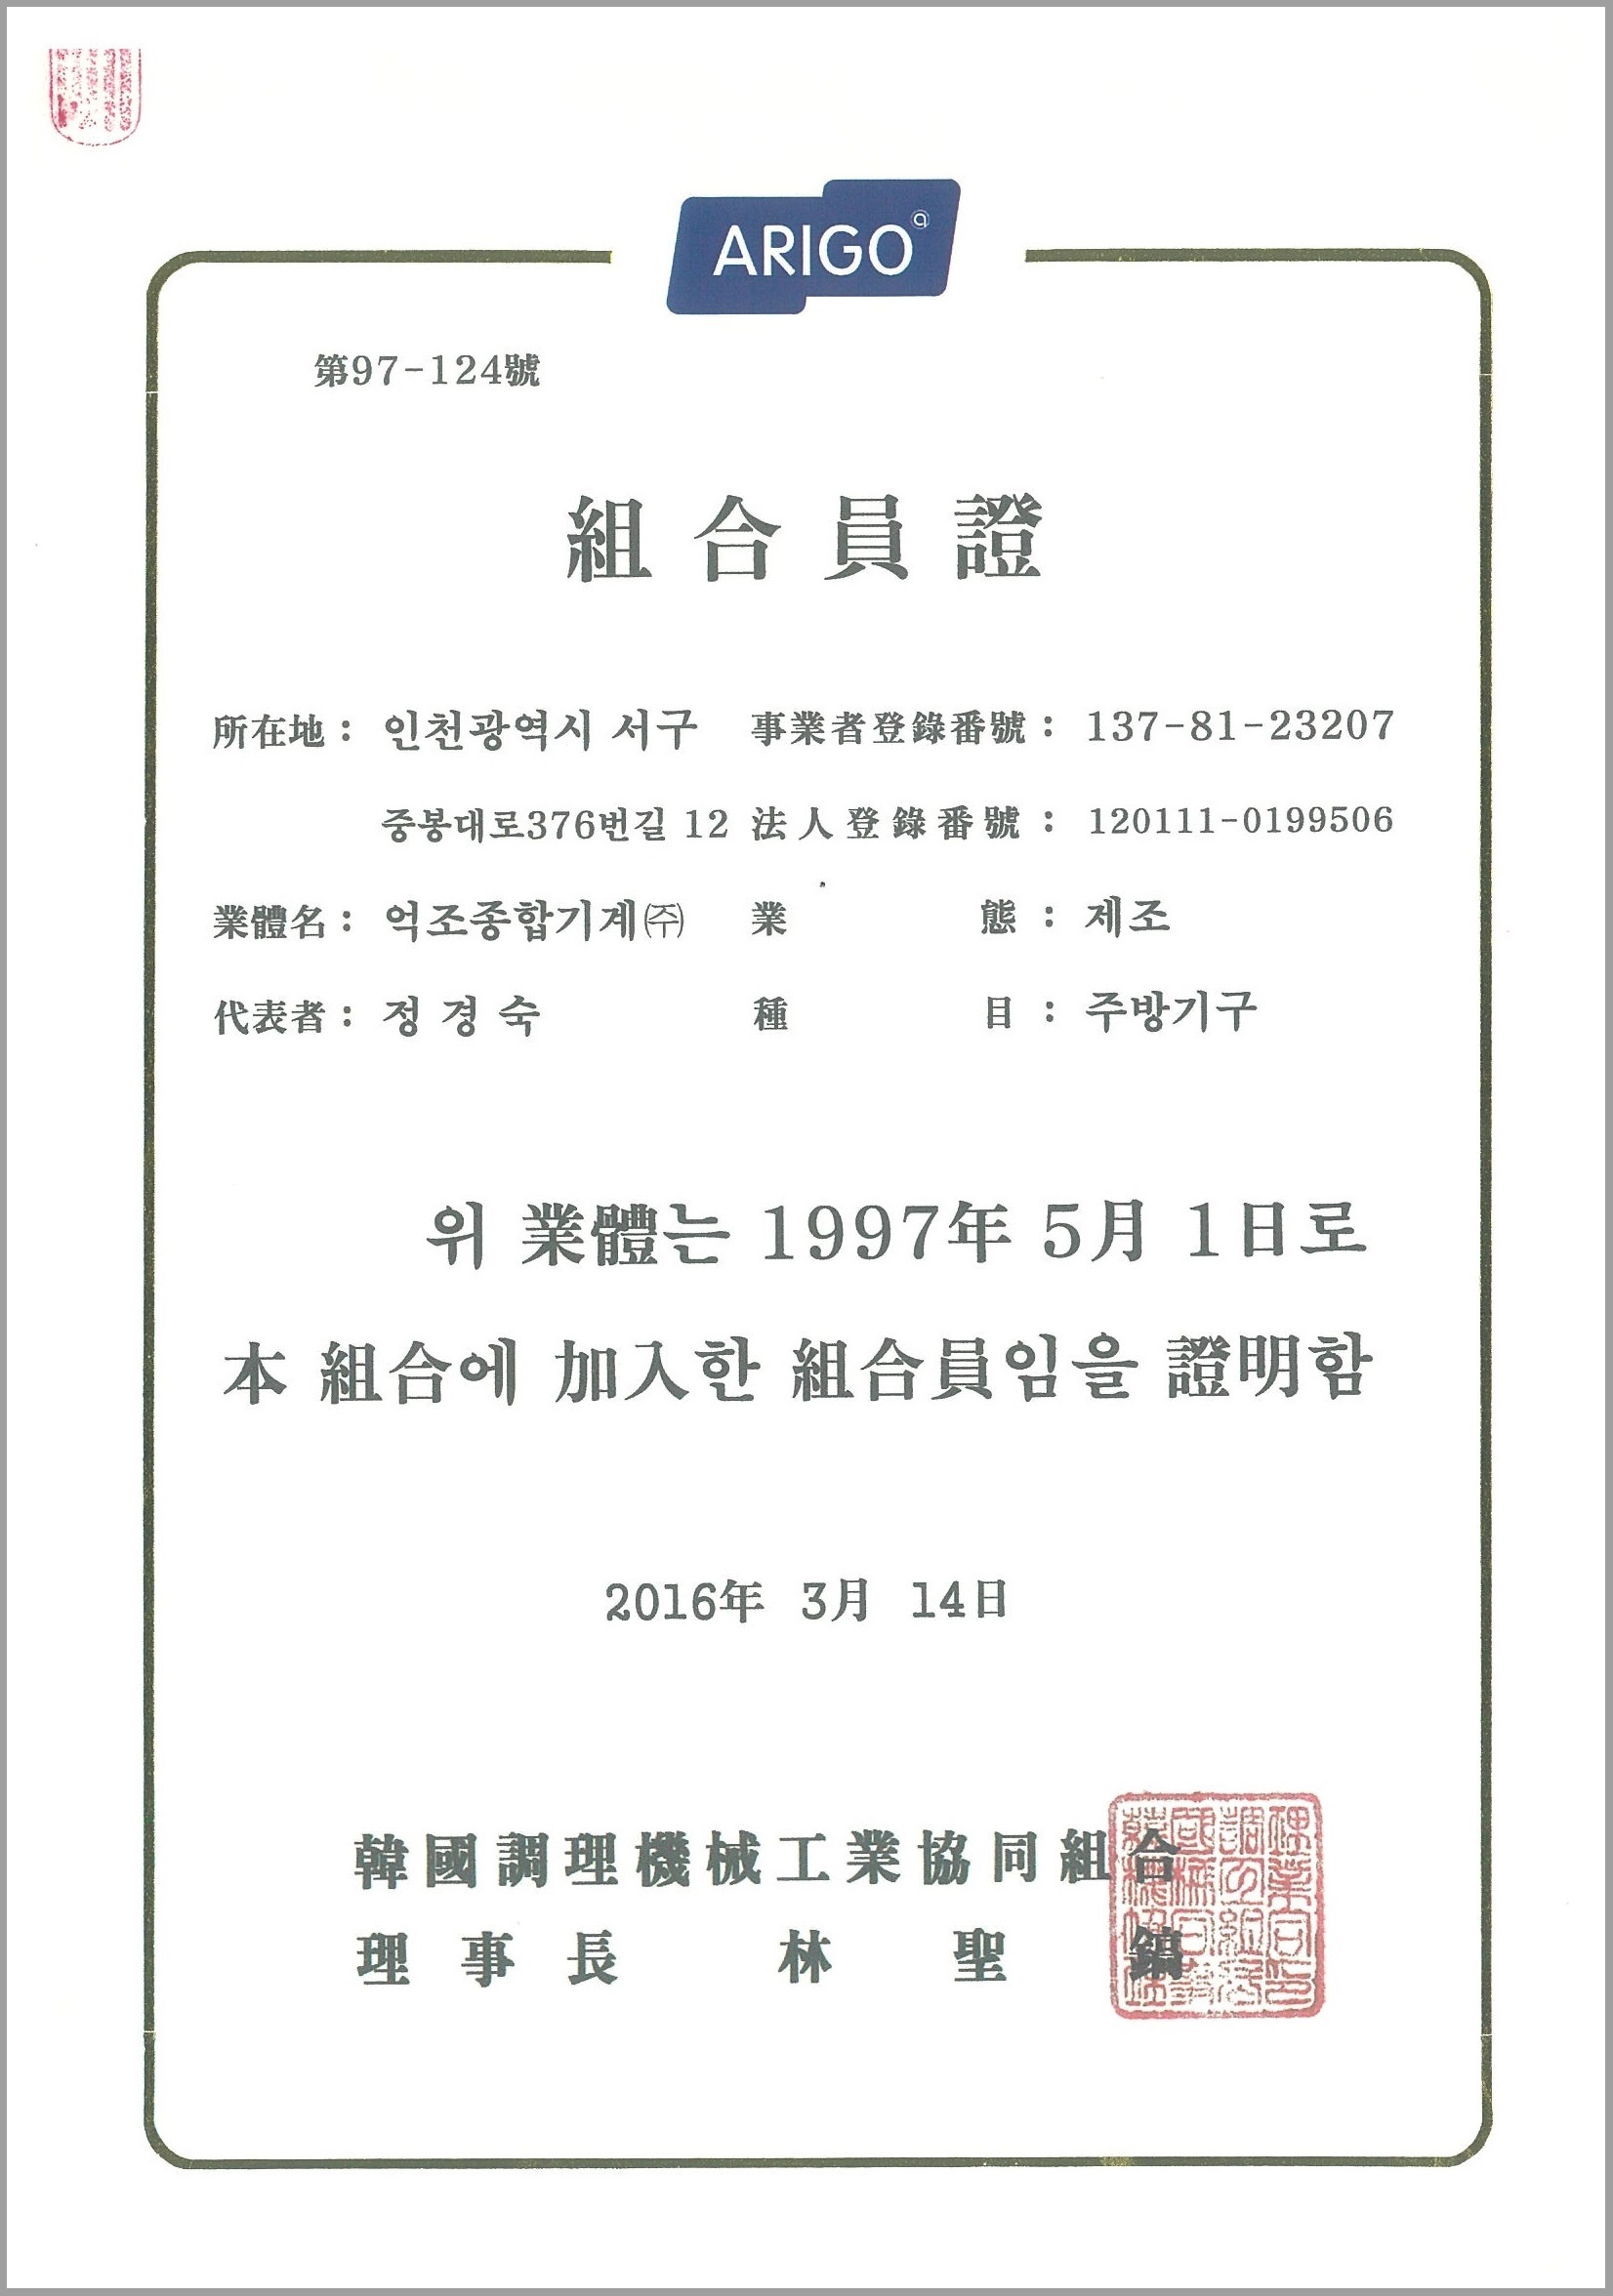 ARIGO
第97-124號
組合員證
所在地 : 인천광역시 서구 事業者登錄番號 : 137-81-23207
중봉대로376번길 12 法人登錄番號 : 120111-0199506
業體名 : 억조종합기계㈜ 業態 : 제조
代表者 : 정경숙 種目 : 주방기구
위 業體는 1997年 5月 1日로
本 組合에 加入한 組合員임을 證明함
2016年 3月 14日
韓國調理機械工業協同組合
理事長 林聖鎬